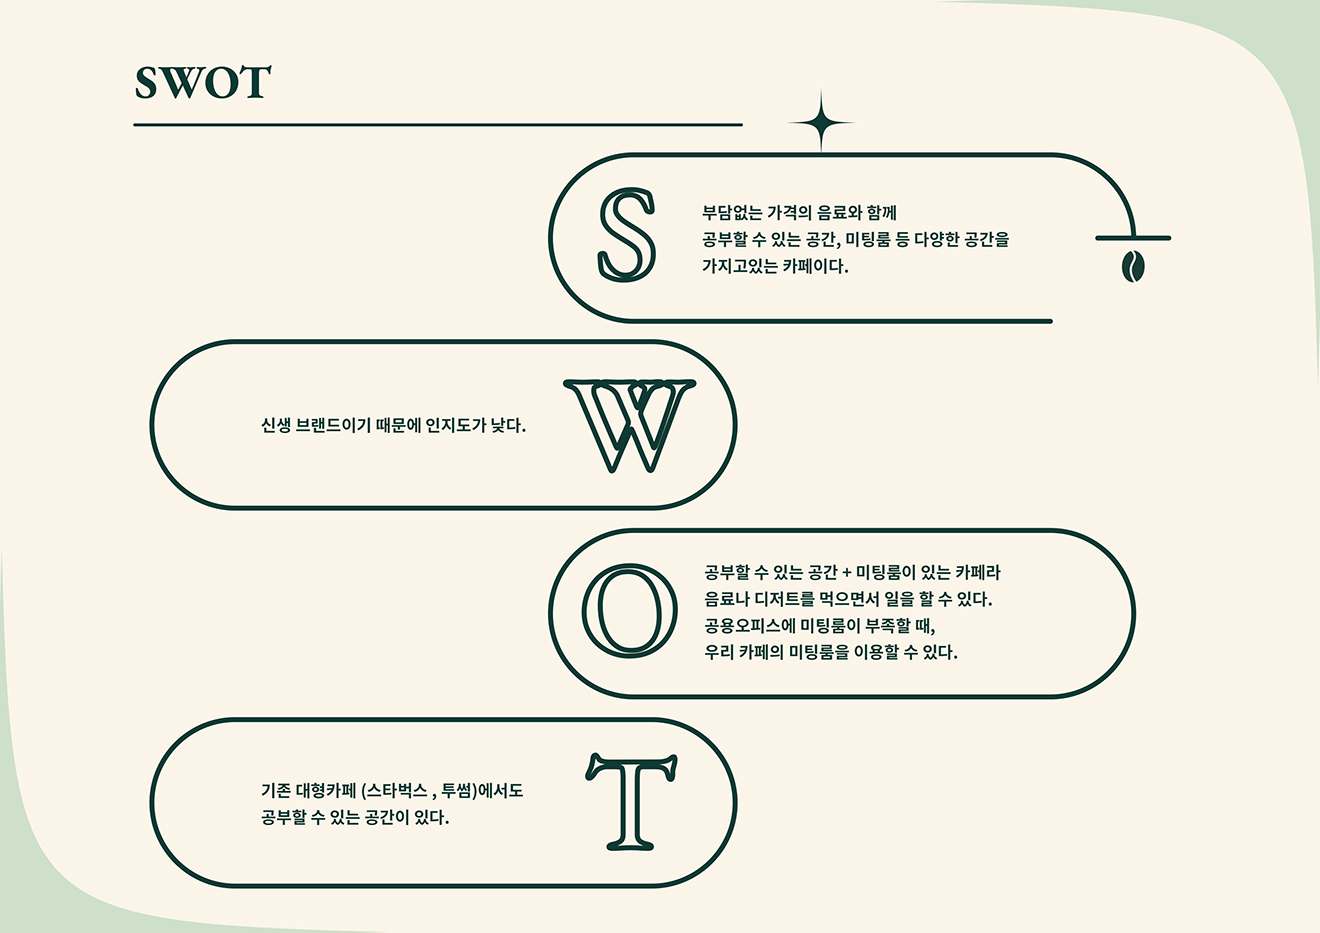 SWOT
S
부담없는 가격의 음료와 함께
공부할 수 있는 공간, 미팅룸 등 다양한 공간을
가지고있는 카페이다.
신생 브랜드이기 때문에 인지도가 낮다.
W
O
공부할 수 있는 공간 + 미팅룸이 있는 카페라
음료나 디저트를 먹으면서 일을 할 수 있다.
공용오피스에 미팅룸이 부족할 때,
우리 카페의 미팅룸을 이용할 수 있다.
기존 대형카페 (스타벅스 , 투썸)에서도
공부할 수 있는 공간이 있다.
T